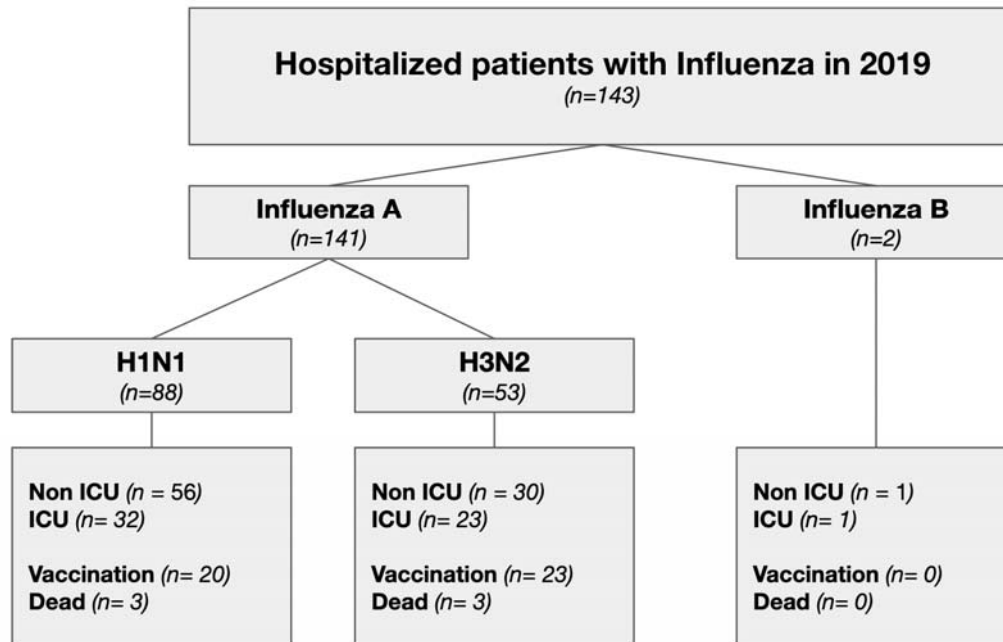 Hospitalized patients with Influenza in 2019
(n=143)
Influenza A
(n=141)
Influenza B
(n=2)
H1N1
(n=88)
H3N2
(n=53)
Non ICU (n = 56)
ICU (n= 32)
Vaccination (n= 20)
Dead (n= 3)
Non ICU (n = 30)
ICU (n= 23)
Vaccination (n= 23)
Dead (n= 3)
Non ICU (n = 1)
ICU (n= 1)
Vaccination (n= 0)
Dead (n= 0)